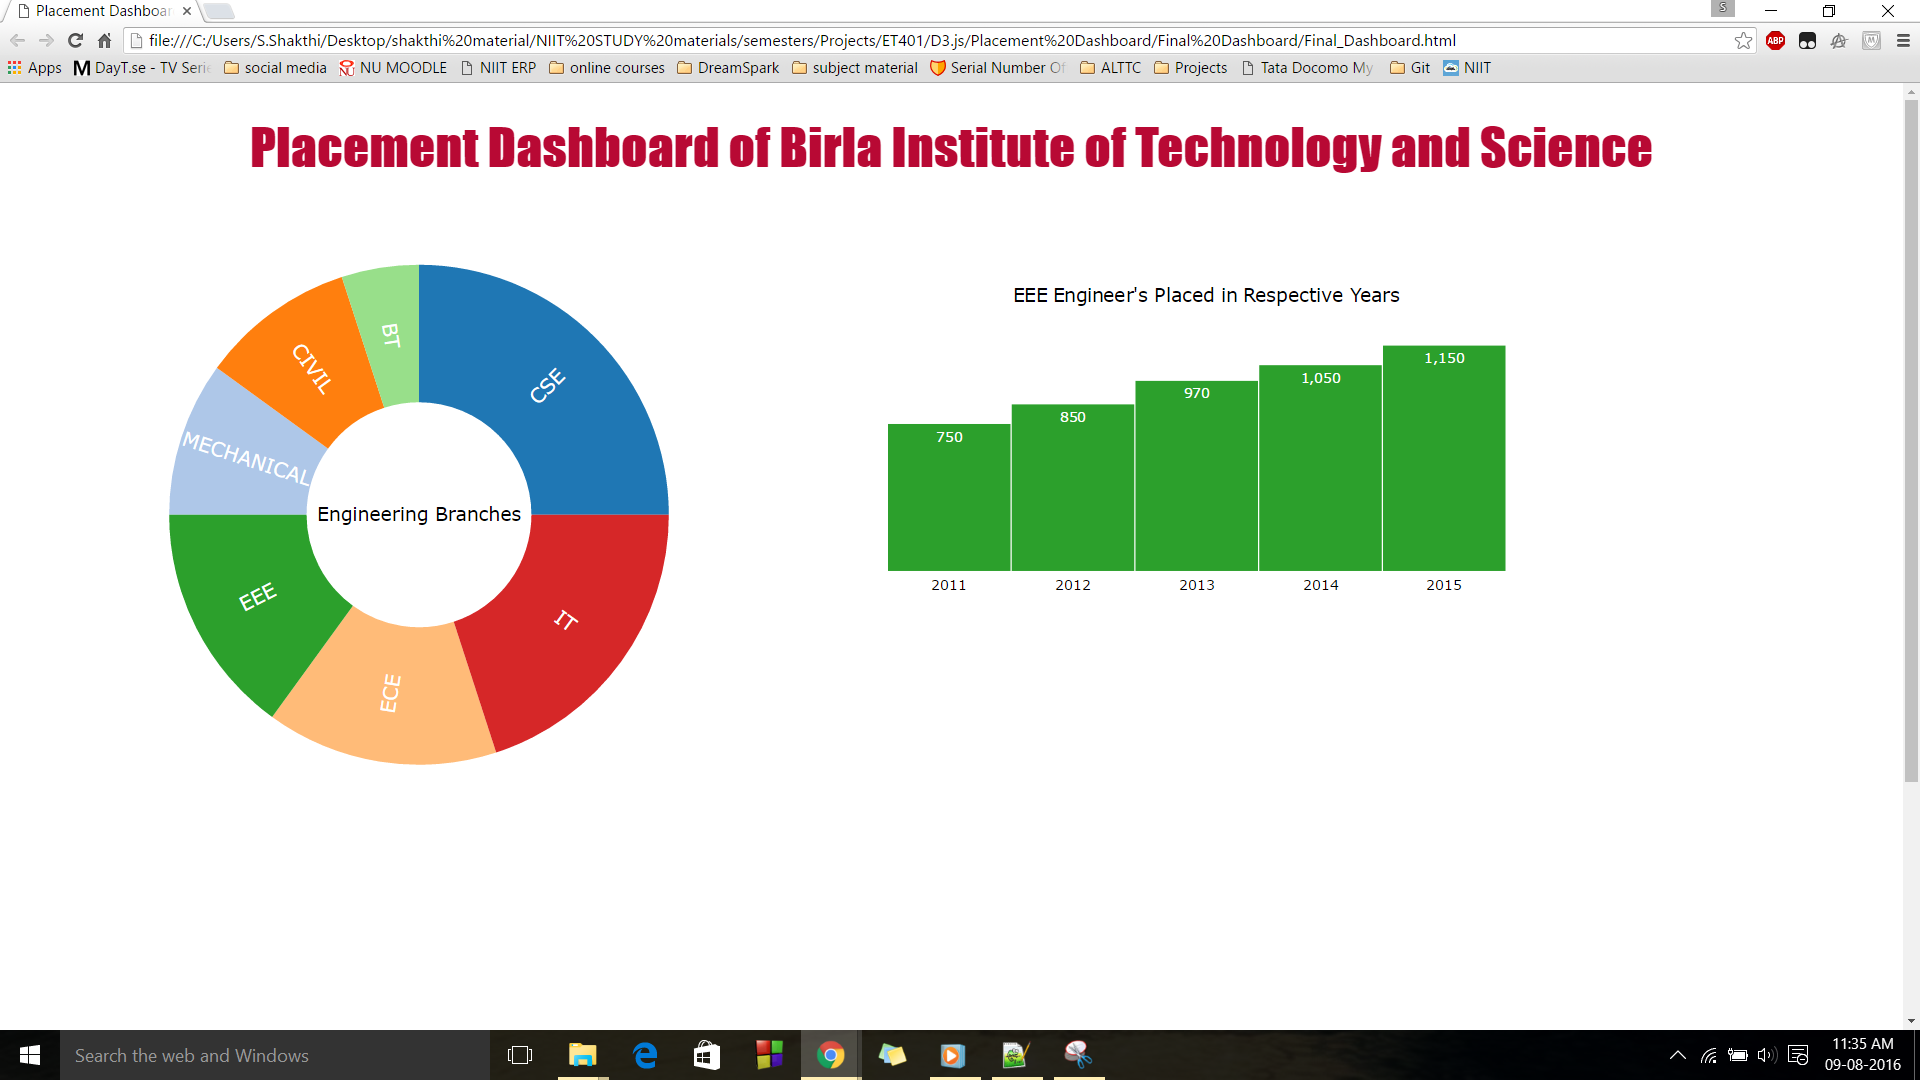 Placement Dashboar
S
file:///C:/Users/S.Shakthi/Desktop/shakthi%20material/NIIT%20STUDY%20materials/semesters/Projects/ET401/D3.js/Placement%20Dashboard/Final%20Dashboard/Final_Dashboard.html
ABP
Apps M DayT.se - TV Serie social media NU MOODLE NIIT ERP online courses DreamSpark subject material Serial Number Of ALTTC Projects Tata Docomo My Git NIIT
Placement Dashboard of Birla Institute of Technology and Science
BT
CIVIL
CSE
MECHANICAL
Engineering Branches
EEE
IT
ECE
EEE Engineer's Placed in Respective Years
750
850
970
1,050
1,150
2011 2012 2013 2014 2015
Search the web and Windows
11:35 AM
09-08-2016